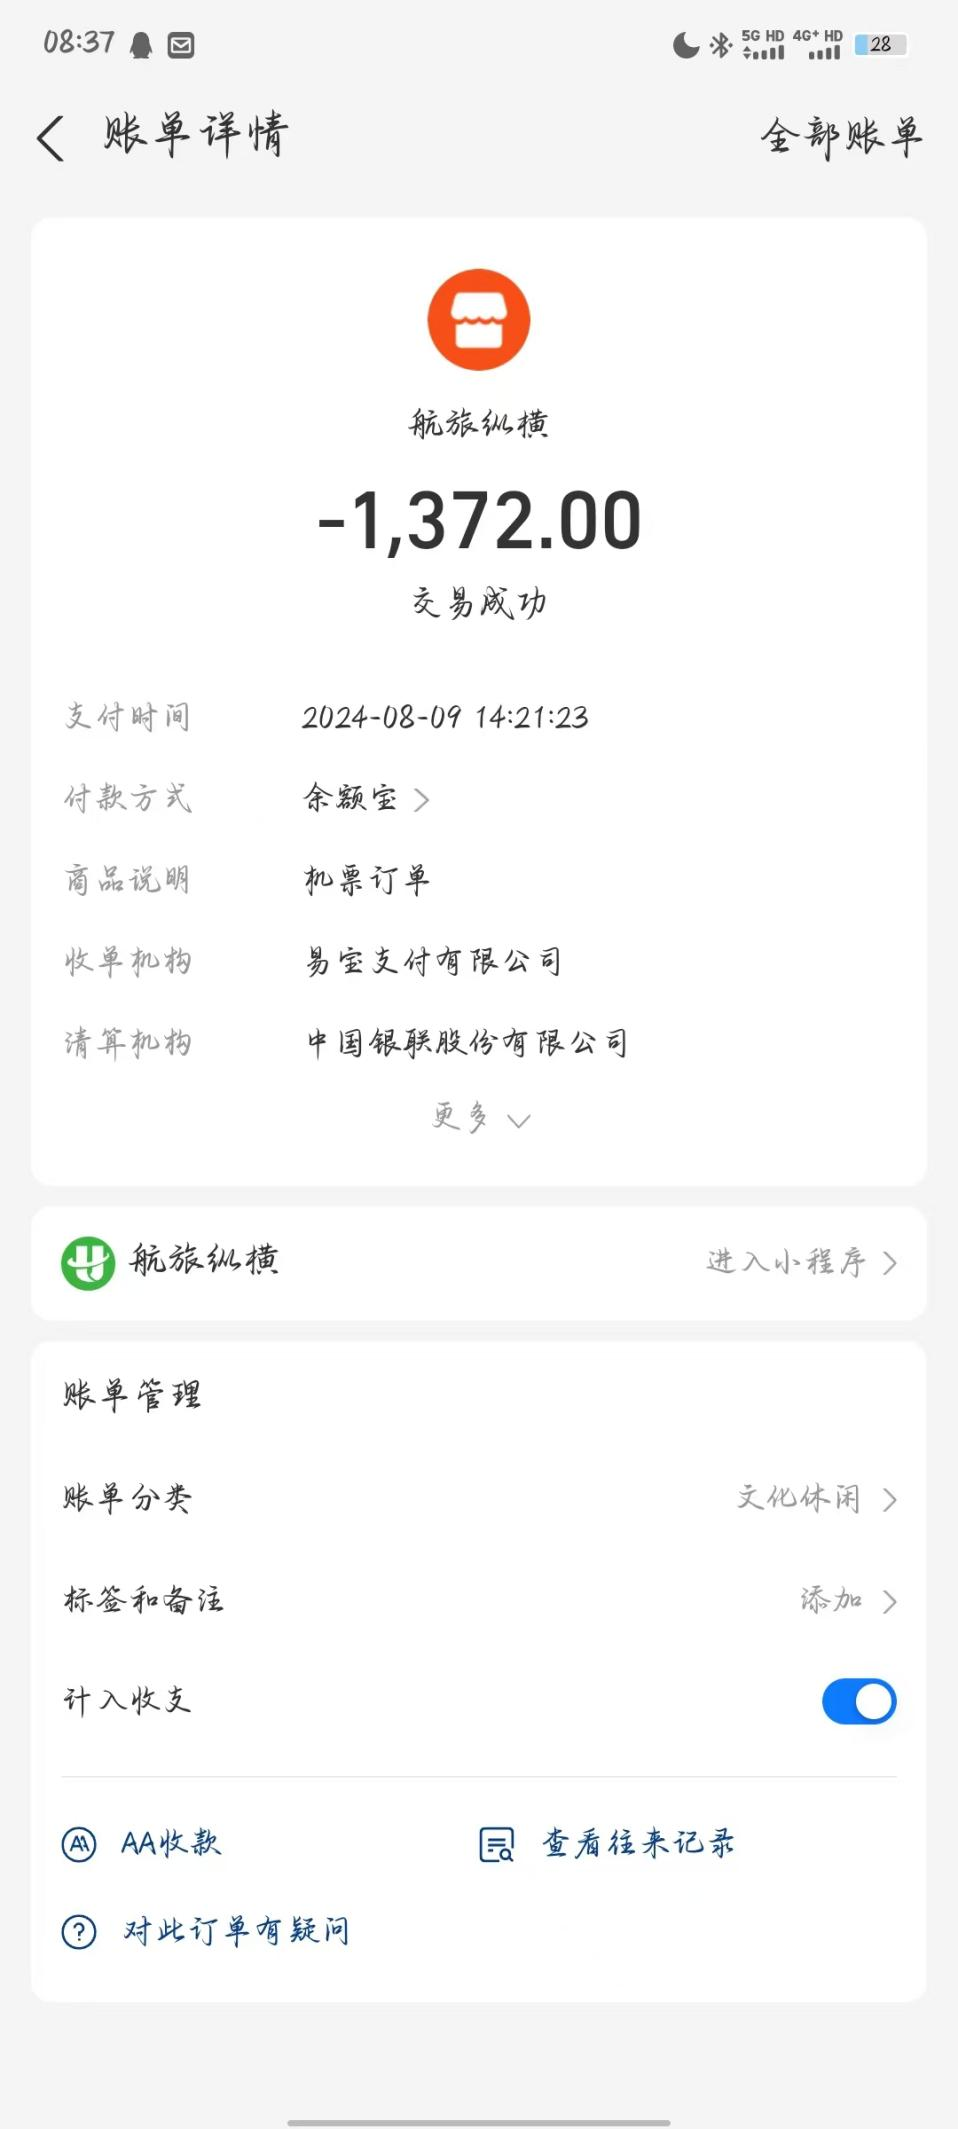 08:37 5G HD 4G+ HD 28
账单详情 全部账单
航旅纵横
-1,372.00
交易成功
支付时间 2024-08-09 14:21:23
付款方式 余额宝
商品说明 机票订单
收单机构 易宝支付有限公司
清算机构 中国银联股份有限公司
更多
航旅纵横 进入小程序
账单管理
账单分类 文化休闲
标签和备注 添加
计入收支
AA收款 查看往来记录
对此订单有疑问